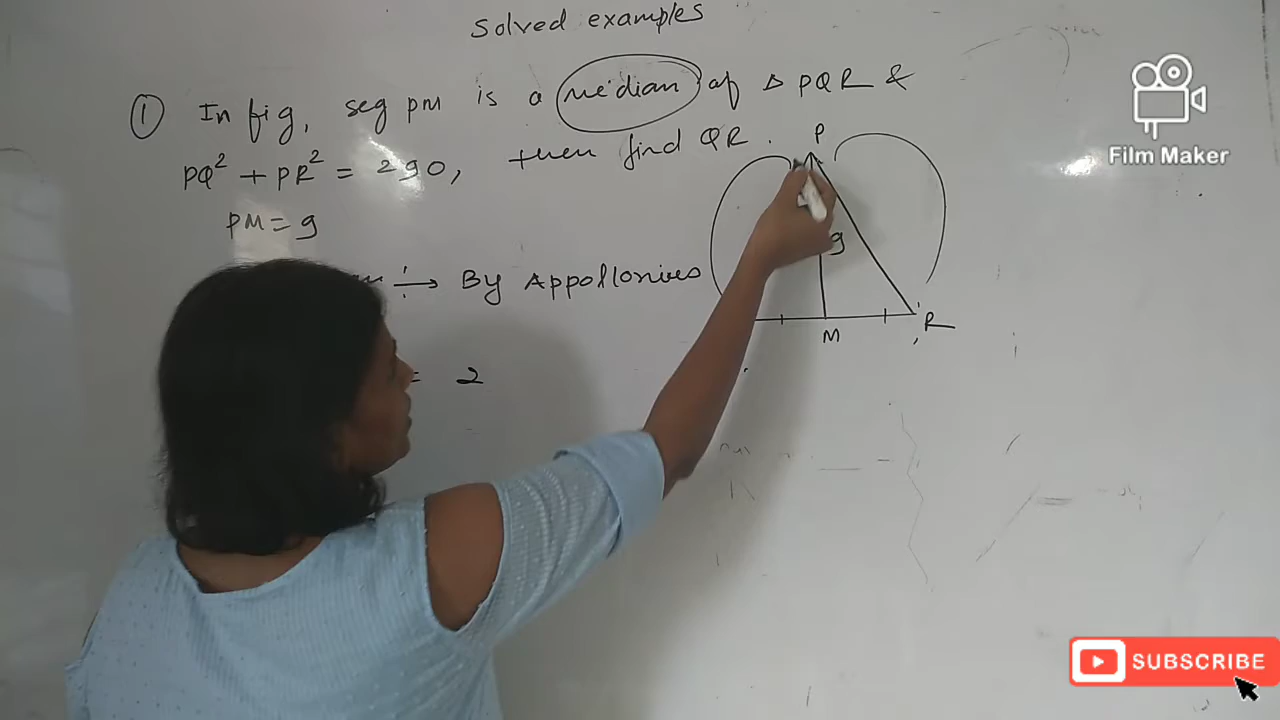 Solved examples
① In fig, seg PM is a median of Δ PQR &
PQ² + PR² = 290, then find QR.
PM = 9
÷→ By Appollonius
= 2
P
9
M
R
Film Maker
SUBSCRIBE